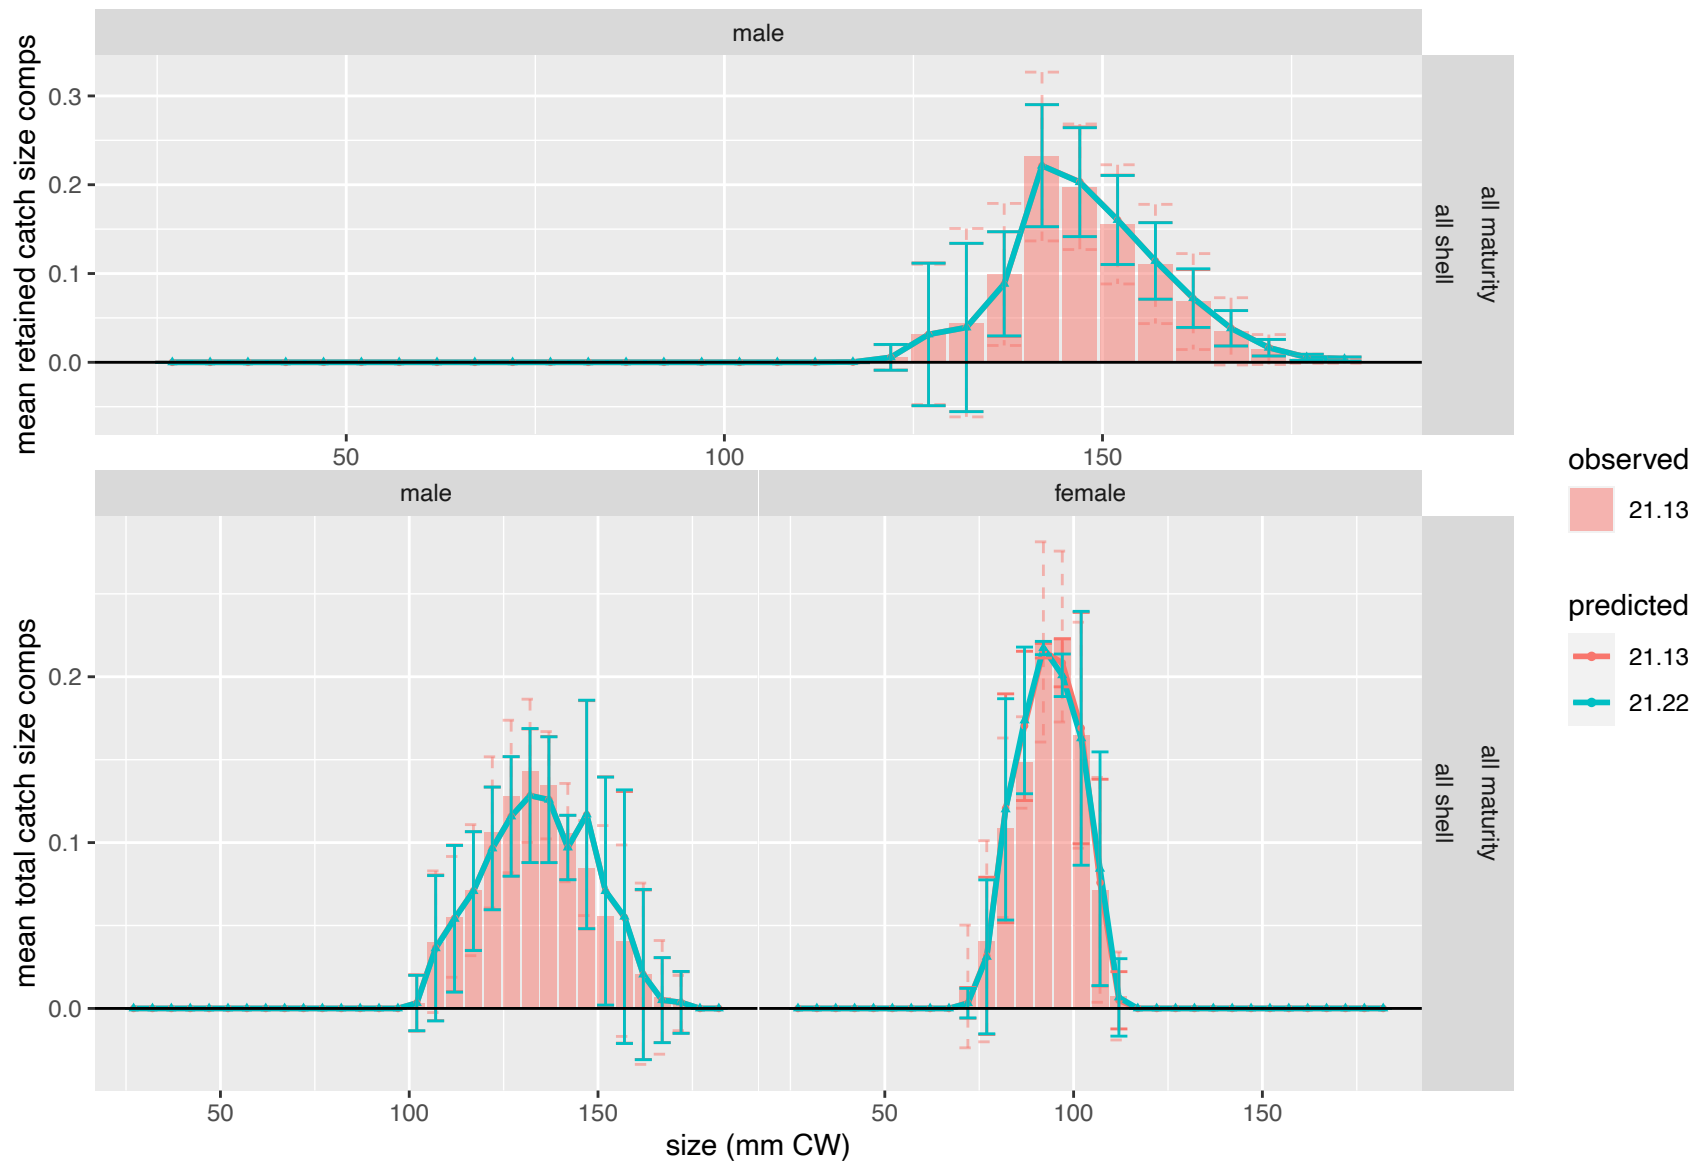 male
mean retained catch size comps
0.3
0.2
0.1
0.0
all maturity
all shell
50 100 150
male female
mean total catch size comps
0.2
0.1
0.0
all maturity
all shell
50 100 150 50 100 150
size (mm CW)
observed
21.13
predicted
21.13
21.22